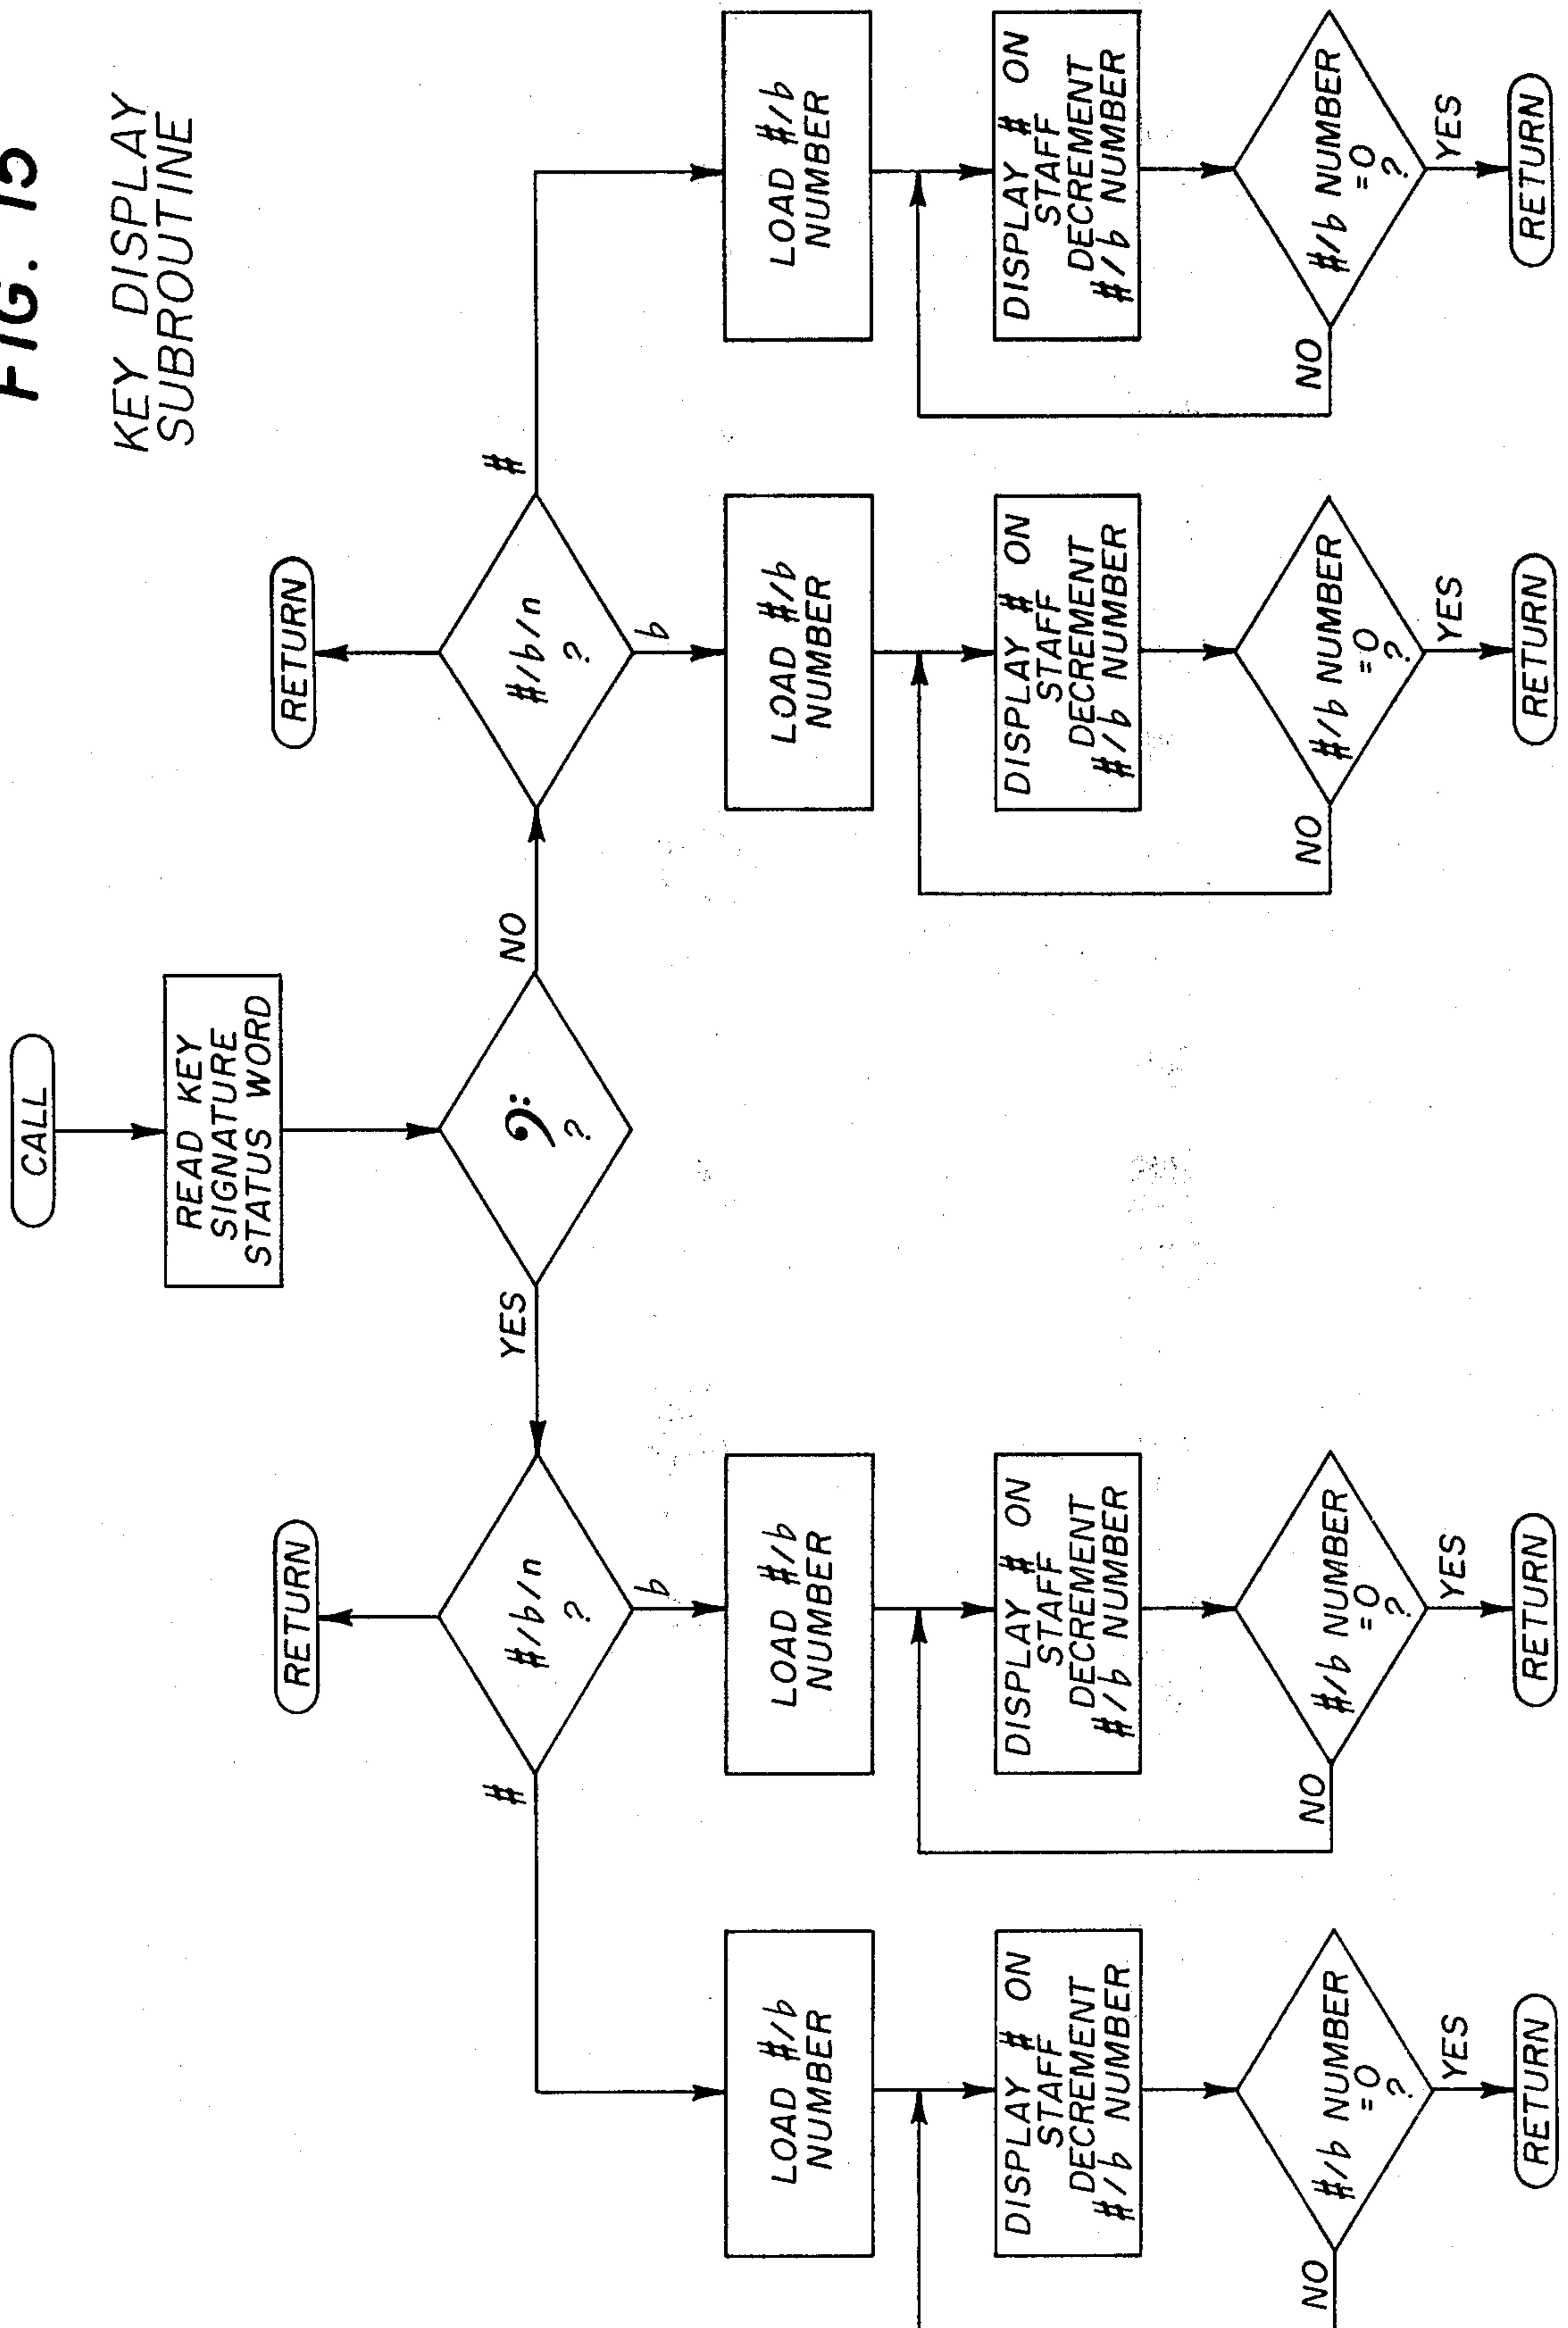 FIG. 15
KEY DISPLAY
SUBROUTINE
CALL
READ KEY
SIGNATURE
STATUS WORD
𝄢
?
YES
NO
RETURN
#/♭/n
?
#
♭
RETURN
#/♭/n
?
♭
#
LOAD #/♭
NUMBER
DISPLAY # ON
STAFF
DECREMENT
#/♭ NUMBER
#/♭ NUMBER
=0
?
NO
YES
RETURN
LOAD #/♭
NUMBER
DISPLAY # ON
STAFF
DECREMENT
#/♭ NUMBER
#/♭ NUMBER
=0
?
NO
YES
RETURN
LOAD #/♭
NUMBER
DISPLAY # ON
STAFF
DECREMENT
#/♭ NUMBER
#/♭ NUMBER
=0
?
NO
YES
RETURN
LOAD #/♭
NUMBER
DISPLAY # ON
STAFF
DECREMENT
#/♭ NUMBER
#/♭ NUMBER
=0
?
NO
YES
RETURN